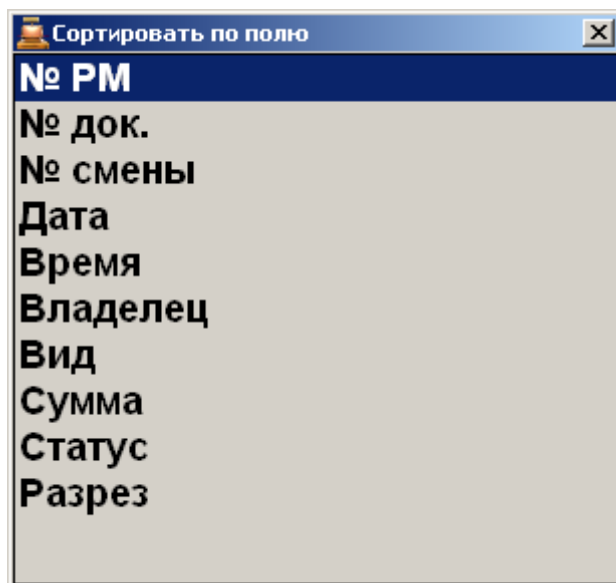 Сортировать по полю
№ РМ
№ док.
№ смены
Дата
Время
Владелец
Вид
Сумма
Статус
Разрез